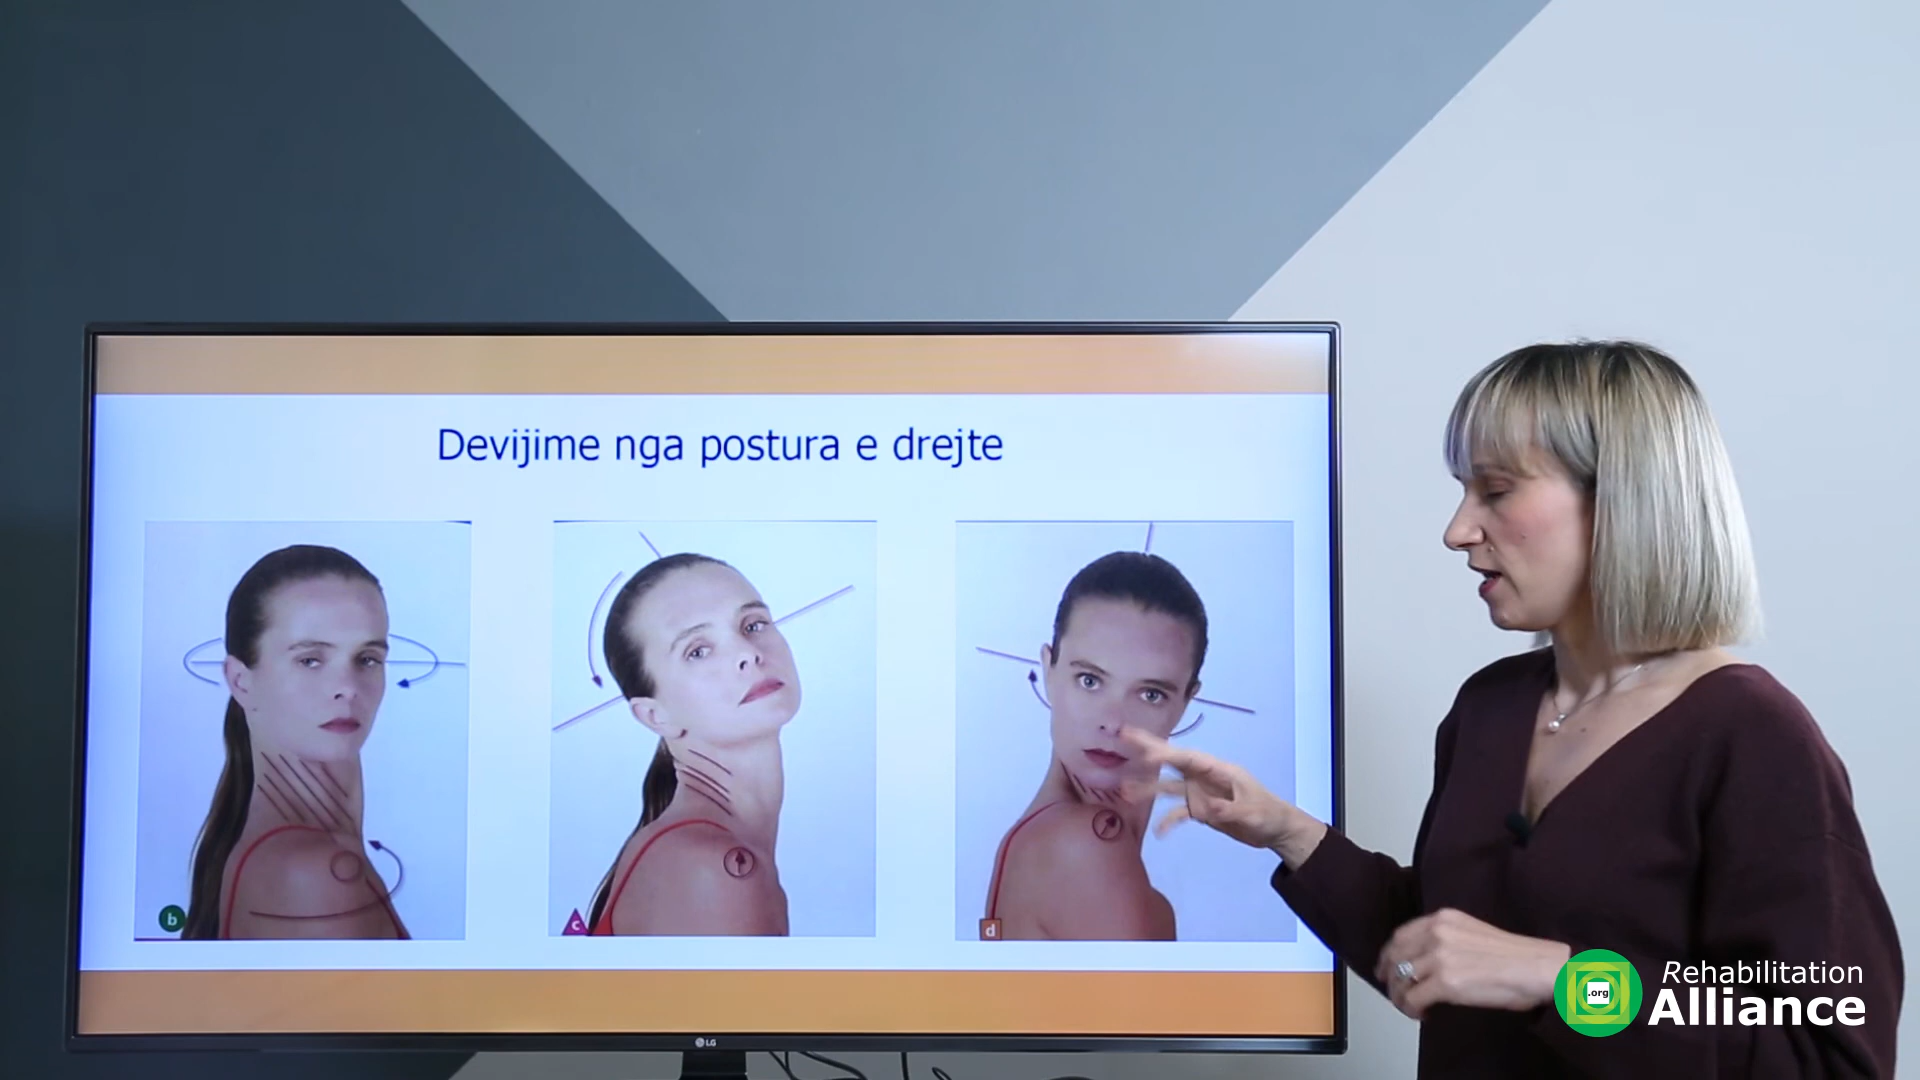 Devijime nga postura e drejte
b
c
d
LG
.org
Rehabilitation
Alliance